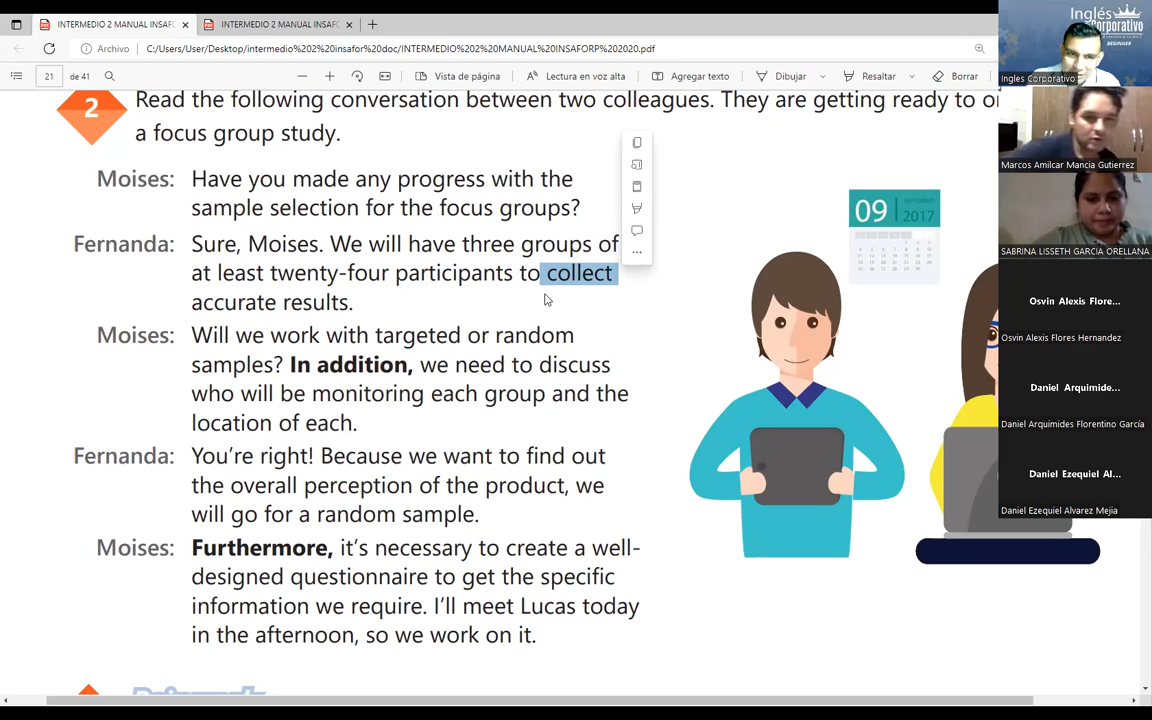 INTERMEDIO 2 MANUAL INSAFO
INTERMEDIO 2 MANUAL INSAFO
Archivo
C:/Users/User/Desktop/intermedio%202%20insafor%20doc/INTERMEDIO%202%20MANUAL%20INSAFORP%202020.pdf
21
de 41
Vista de página
Lectura en voz alta
Agregar texto
Dibujar
Resaltar
Borrar
2
Read the following conversation between two colleagues. They are getting ready to
a focus group study.
Moises: Have you made any progress with the
sample selection for the focus groups?
Fernanda: Sure, Moises. We will have three groups of
at least twenty-four participants to collect
accurate results.
Moises: Will we work with targeted or random
samples? In addition, we need to discuss
who will be monitoring each group and the
location of each.
Fernanda: You're right! Because we want to find out
the overall perception of the product, we
will go for a random sample.
Moises: Furthermore, it's necessary to create a well-
designed questionnaire to get the specific
information we require. I'll meet Lucas today
in the afternoon, so we work on it.
09
2017
Inglés
Corporativo
BEGINNER
Ingles Corporativo
Marcos Amilcar Mancia Gutierrez
SABRINA LISSETH GARCIA ORELLANA
Osvin Alexis Flore...
Osvin Alexis Flores Hernandez
Daniel Arquimide...
Daniel Arquimides Florentino García
Daniel Ezequiel Al...
Daniel Ezequiel Alvarez Mejia